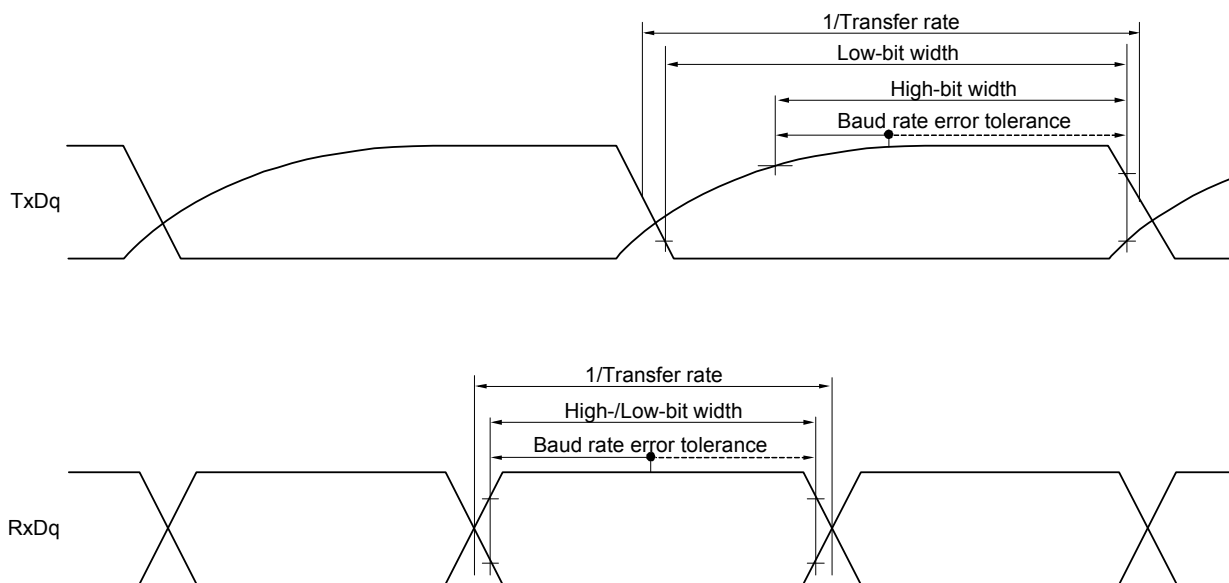 1/Transfer rate
Low-bit width
High-bit width
Baud rate error tolerance
TxDq
1/Transfer rate
High-/Low-bit width
Baud rate error tolerance
RxDq